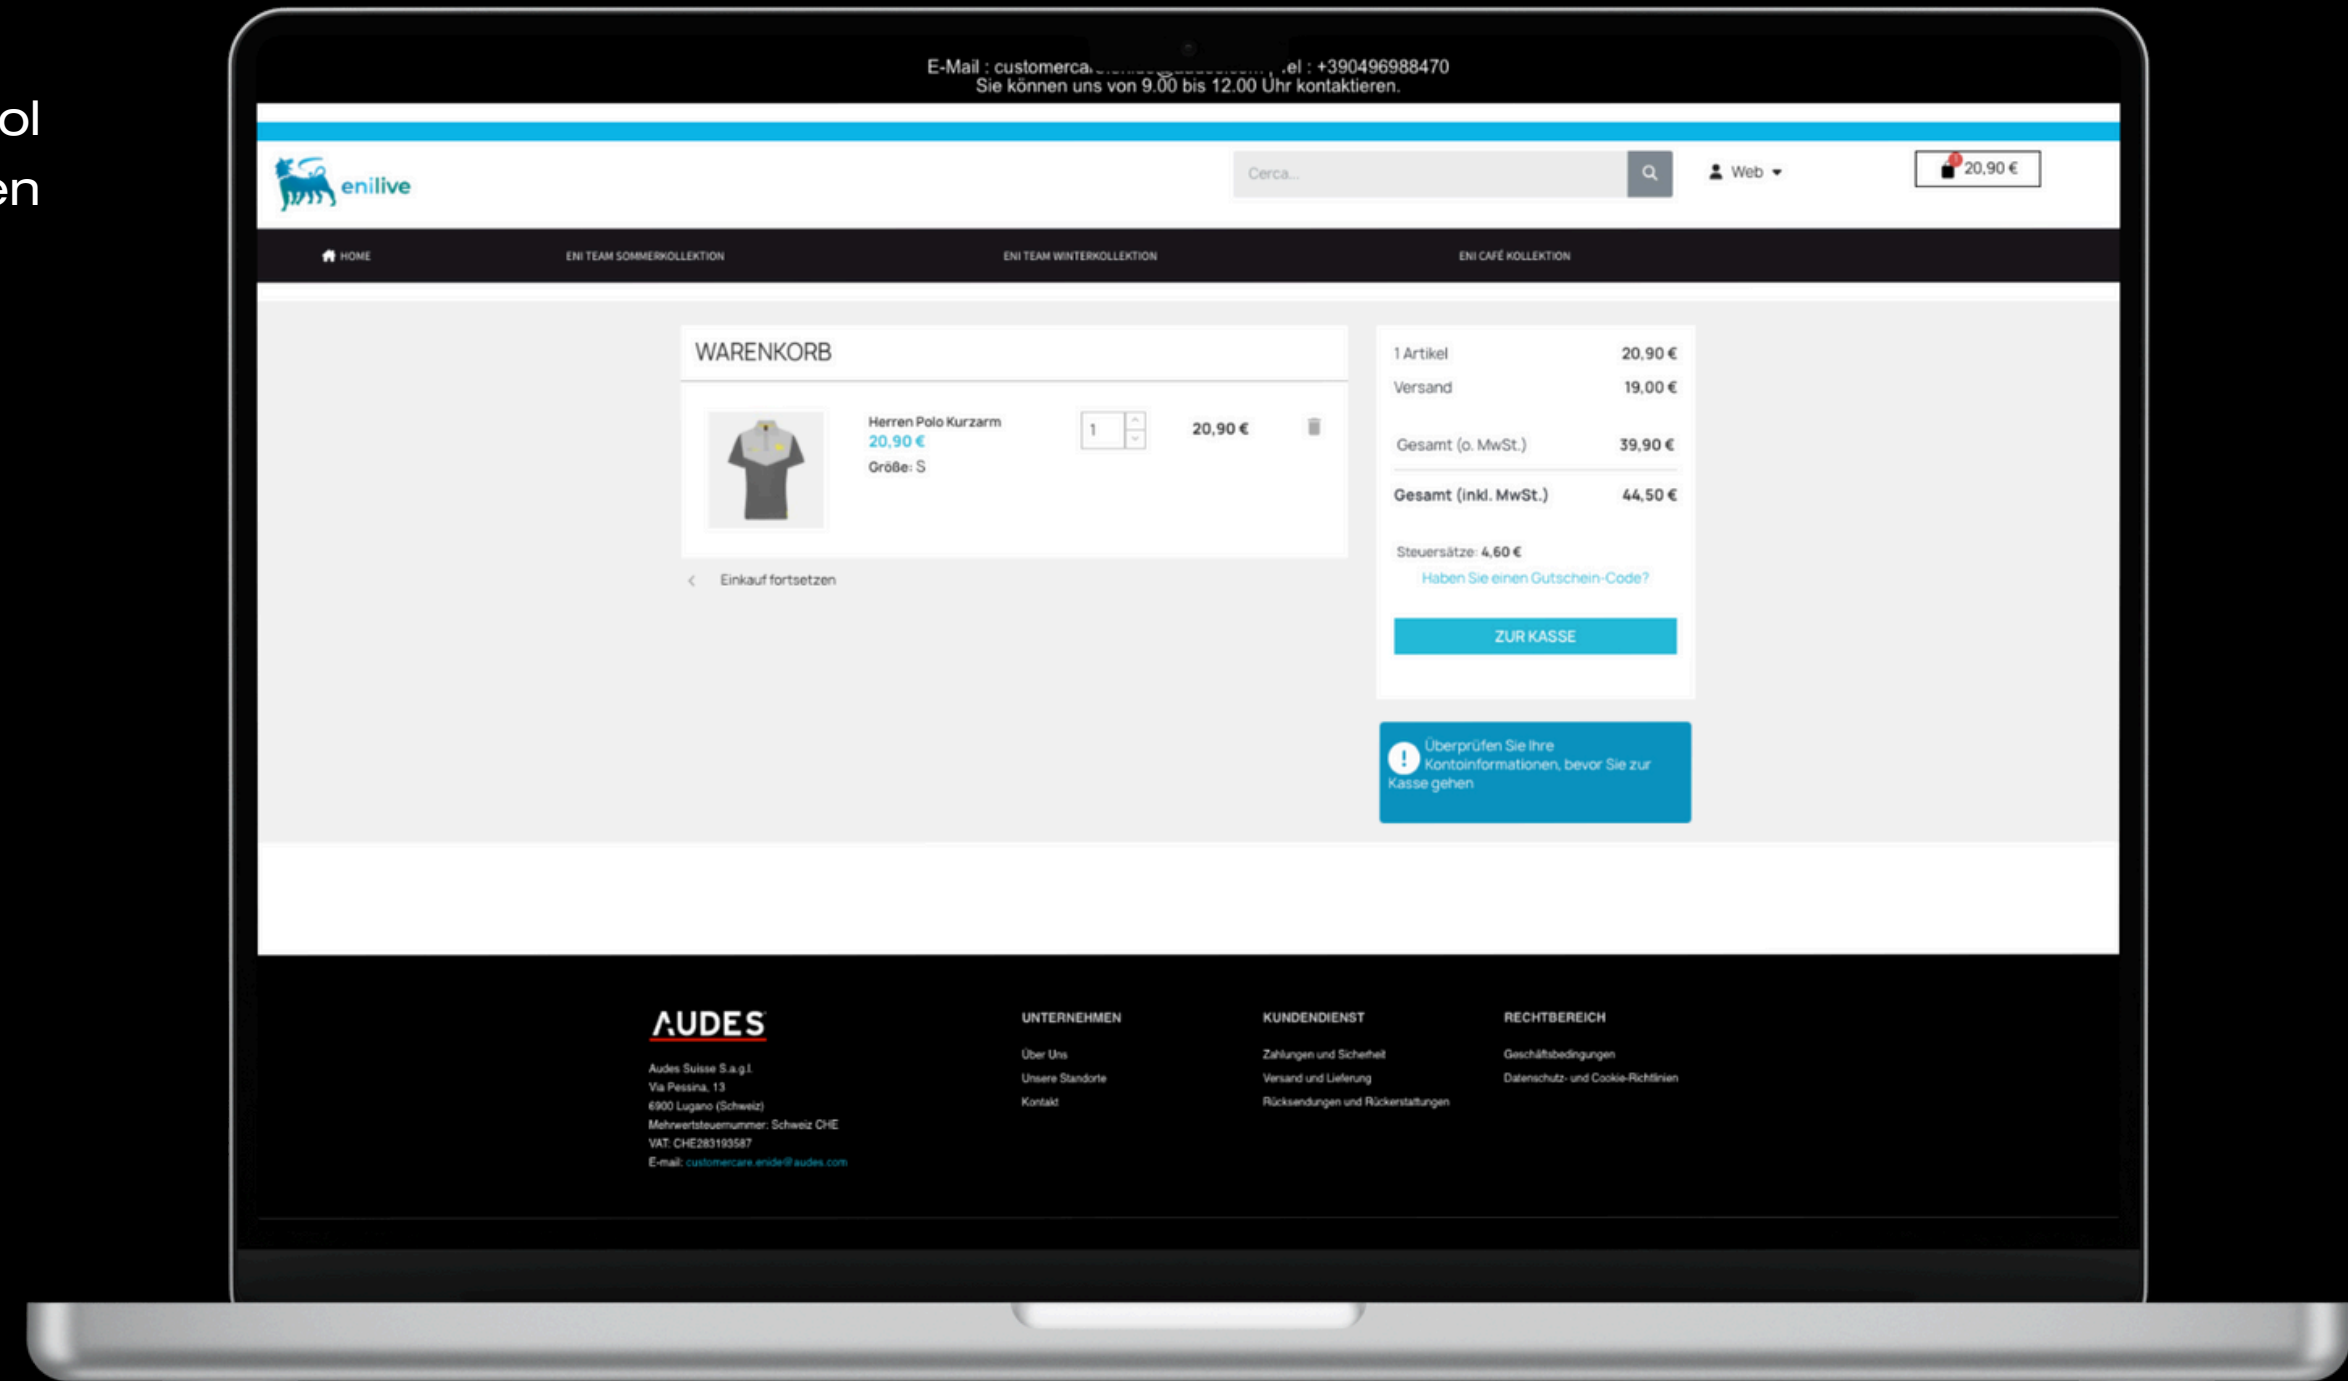 ol
en
E-Mail : customerca el : +390496988470
Sie können uns von 9.00 bis 12.00 Uhr kontaktieren.
enilive
Cerca...
Web
20,90 €
HOME
ENI TEAM SOMMERKOLLEKTION
ENI TEAM WINTERKOLLEKTION
ENI CAFÉ KOLLEKTION
WARENKORB
Herren Polo Kurzarm
20,90 €
Größe: S
1
20,90 €
Einkauf fortsetzen
1 Artikel 20,90 €
Versand 19,00 €
Gesamt (o. MwSt.) 39,90 €
Gesamt (inkl. MwSt.) 44,50 €
Steuersätze: 4,60 €
Haben Sie einen Gutschein-Code?
ZUR KASSE
! Überprüfen Sie Ihre
Kontoinformationen, bevor Sie zur
Kasse gehen
AUDES
Audes Suisse S.a.g.l.
Via Pessina, 13
6900 Lugano (Schweiz)
Mehrwertsteuernummer: Schweiz CHE
VAT: CHE283193587
E-mail: customercare.enide@audes.com
UNTERNEHMEN
Über Uns
Unsere Standorte
Kontakt
KUNDENDIENST
Zahlungen und Sicherheit
Versand und Lieferung
Rücksendungen und Rückerstattungen
RECHTBEREICH
Geschäftsbedingungen
Datenschutz- und Cookie-Richtlinien